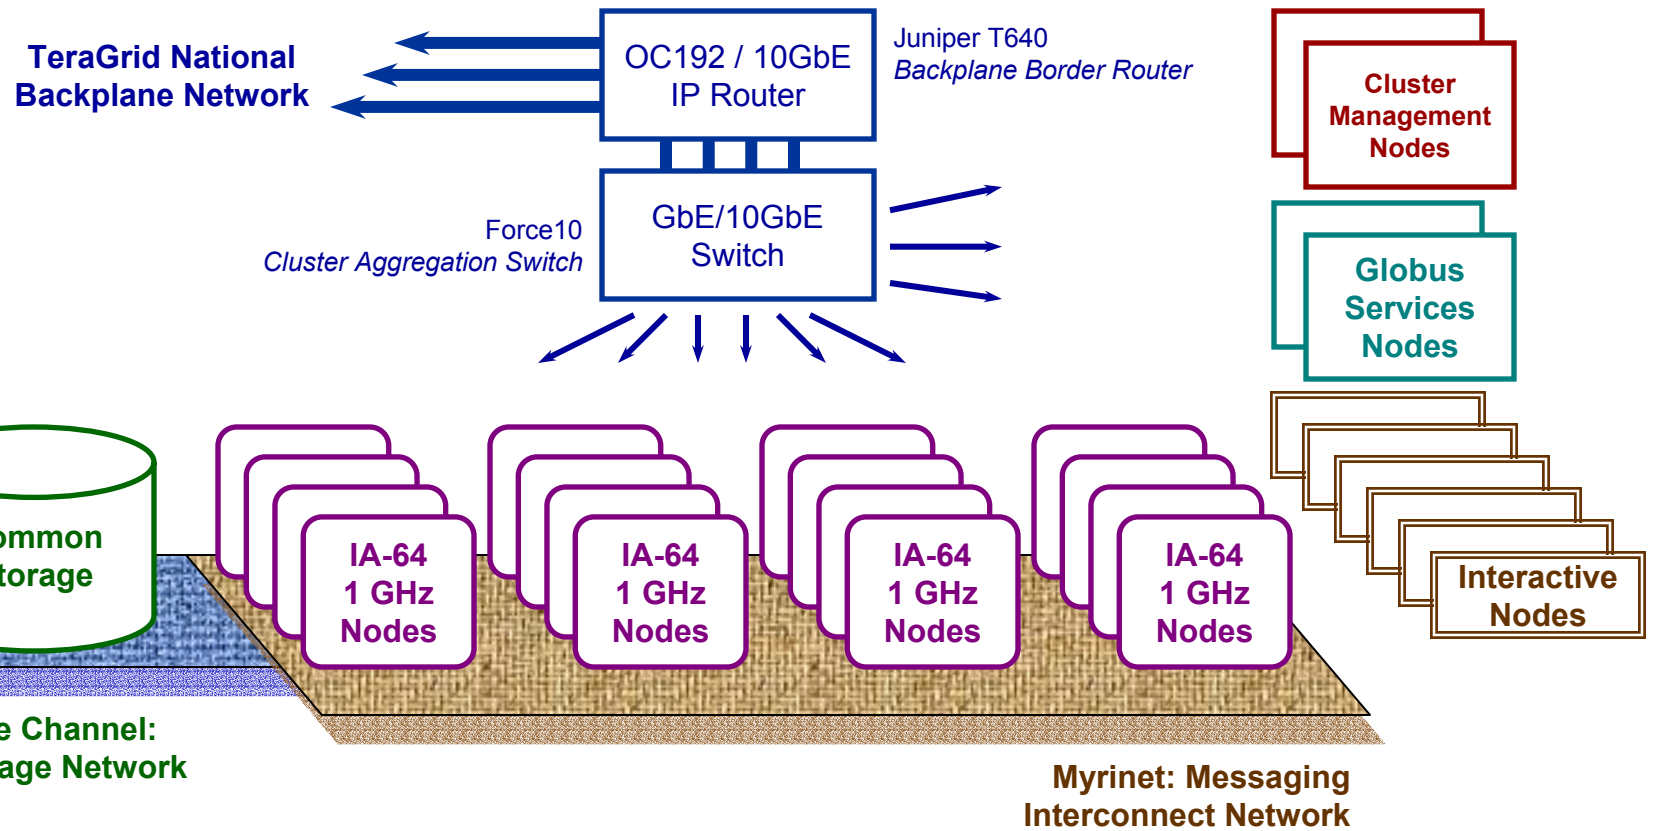 TeraGrid National
Backplane Network
OC192 / 10GbE
IP Router
Juniper T640
Backplane Border Router
Cluster
Management
Nodes
Force10
Cluster Aggregation Switch
GbE/10GbE
Switch
Globus
Services
Nodes
ommon
torage
IA-64
1 GHz
Nodes
IA-64
1 GHz
Nodes
IA-64
1 GHz
Nodes
IA-64
1 GHz
Nodes
Interactive
Nodes
e Channel:
age Network
Myrinet: Messaging
Interconnect Network